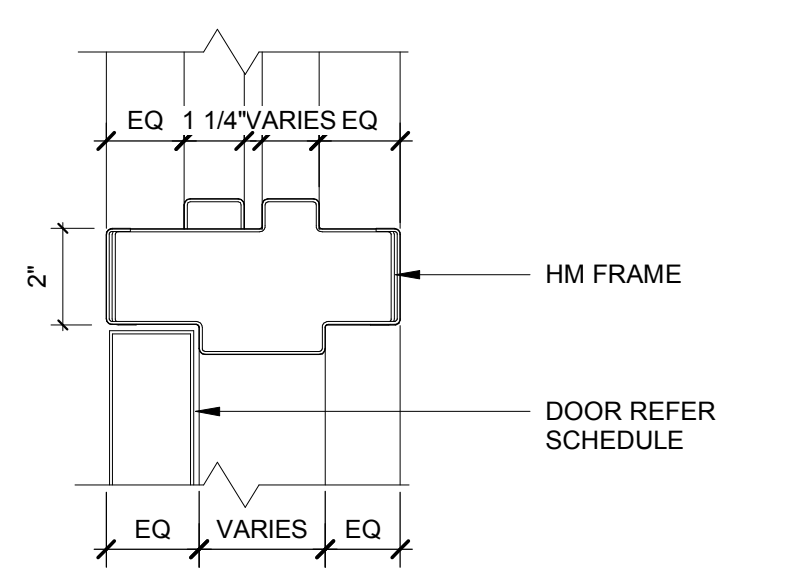 EQ 1 1/4" VARIES EQ
2"
HM FRAME
DOOR REFER
SCHEDULE
EQ VARIES EQ